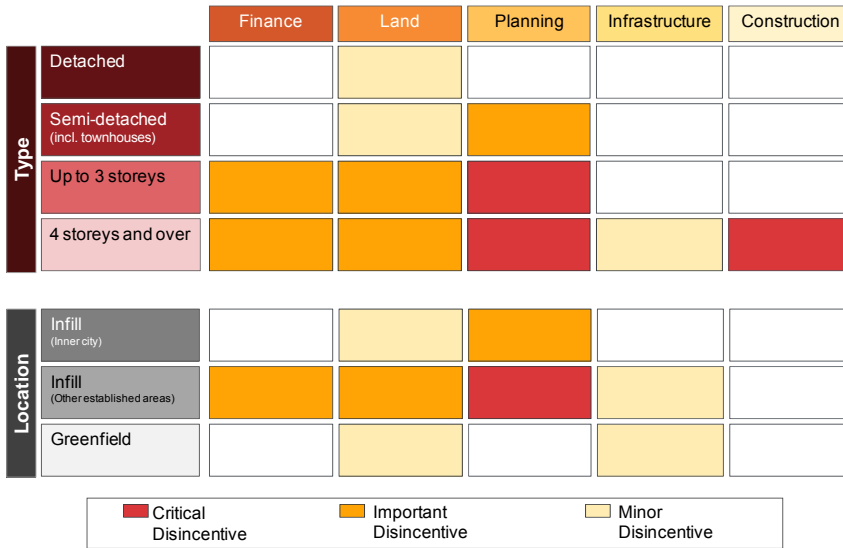 Finance Land Planning Infrastructure Construction
Type
Detached
Semi-detached
(incl. townhouses)
Up to 3 storeys
4 storeys and over
Location
Infill
(Inner city)
Infill
(Other established areas)
Greenfield
Critical
Disincentive
Important
Disincentive
Minor
Disincentive